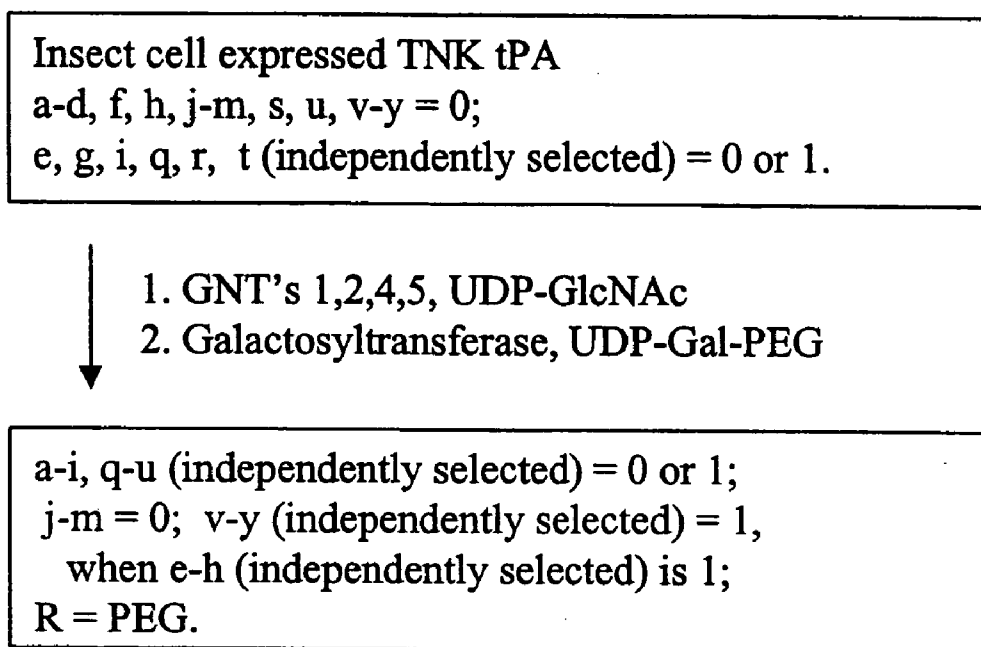 Insect cell expressed TNK tPA
a-d, f, h, j-m, s, u, v-y = 0;
e, g, i, q, r, t (independently selected) = 0 or 1.
1. GNT's 1,2,4,5, UDP-GlcNAc
2. Galactosyltransferase, UDP-Gal-PEG
a-i, q-u (independently selected) = 0 or 1;
j-m = 0; v-y (independently selected) = 1,
when e-h (independently selected) is 1;
R = PEG.